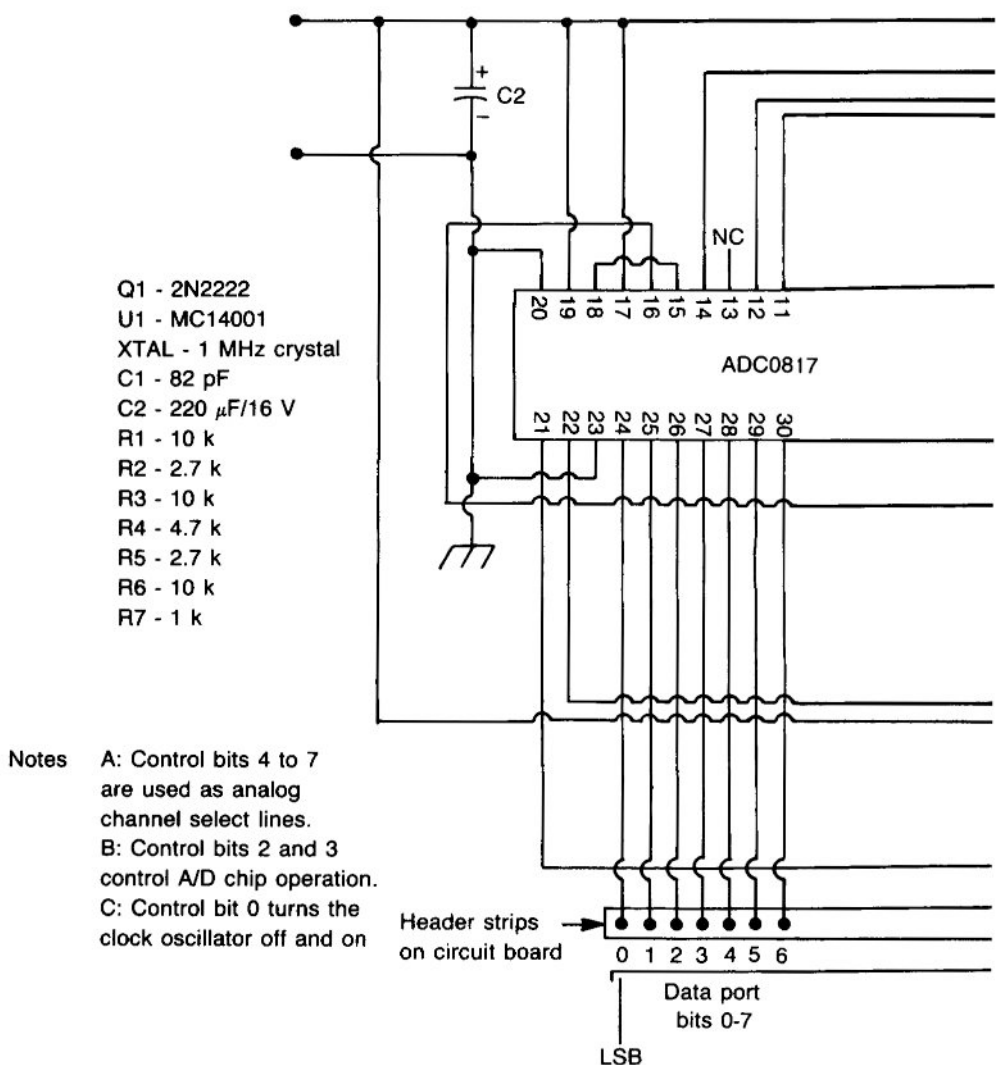 +
C2
-
NC
Q1 - 2N2222
U1 - MC14001
XTAL - 1 MHz crystal
C1 - 82 pF
C2 - 220 μF/16 V
R1 - 10 k
R2 - 2.7 k
R3 - 10 k
R4 - 4.7 k
R5 - 2.7 k
R6 - 10 k
R7 - 1 k
20 19 18 17 16 15 14 13 12 11
ADC0817
21 22 23 24 25 26 27 28 29 30
Notes A: Control bits 4 to 7
are used as analog
channel select lines.
B: Control bits 2 and 3
control A/D chip operation.
C: Control bit 0 turns the
clock oscillator off and on
Header strips
on circuit board
0 1 2 3 4 5 6
Data port
bits 0-7
LSB